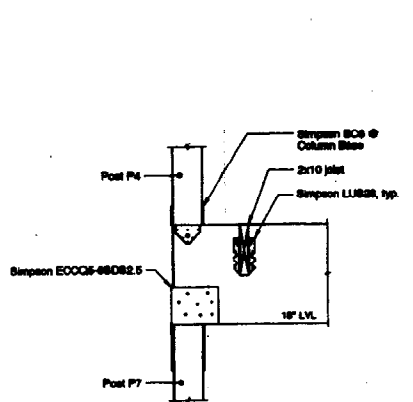 Simpson BC6 @
Column Base
2x10 joist
Post P4
Simpson LUS28, typ.
Simpson ECCQ5-6SDS2.5
18" LVL
Post P7